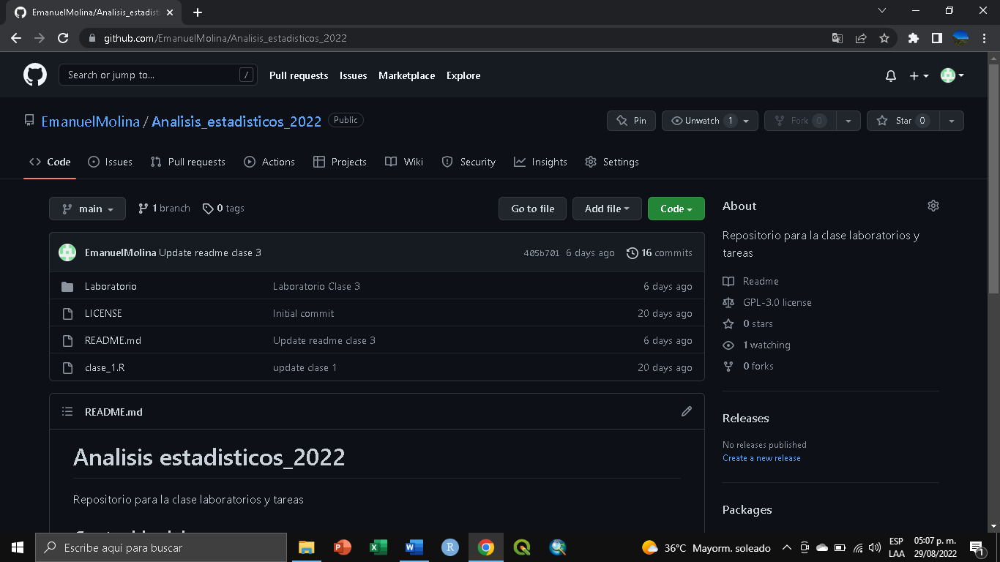 EmanuelMolina/Analisis_estadist
github.com/EmanuelMolina/Analisis_estadisticos_2022
Search or jump to... /
Pull requests Issues Marketplace Explore
EmanuelMolina / Analisis_estadisticos_2022 Public
Pin Unwatch 1 Fork 0 Star 0
Code Issues Pull requests Actions Projects Wiki Security Insights Settings
main 1 branch 0 tags Go to file Add file Code
EmanuelMolina Update readme clase 3 405b701 6 days ago 16 commits
Laboratorio Laboratorio Clase 3 6 days ago
LICENSE Initial commit 20 days ago
README.md Update readme clase 3 6 days ago
clase_1.R update clase 1 20 days ago
README.md
Analisis estadisticos_2022
Repositorio para la clase laboratorios y tareas
About
Repositorio para la clase laboratorios y
tareas
Readme
GPL-3.0 license
0 stars
1 watching
0 forks
Releases
No releases published
Create a new release
Packages
Escribe aquí para buscar
36°C Mayorm. soleado
ESP
LAA
05:07 p. m.
29/08/2022
1